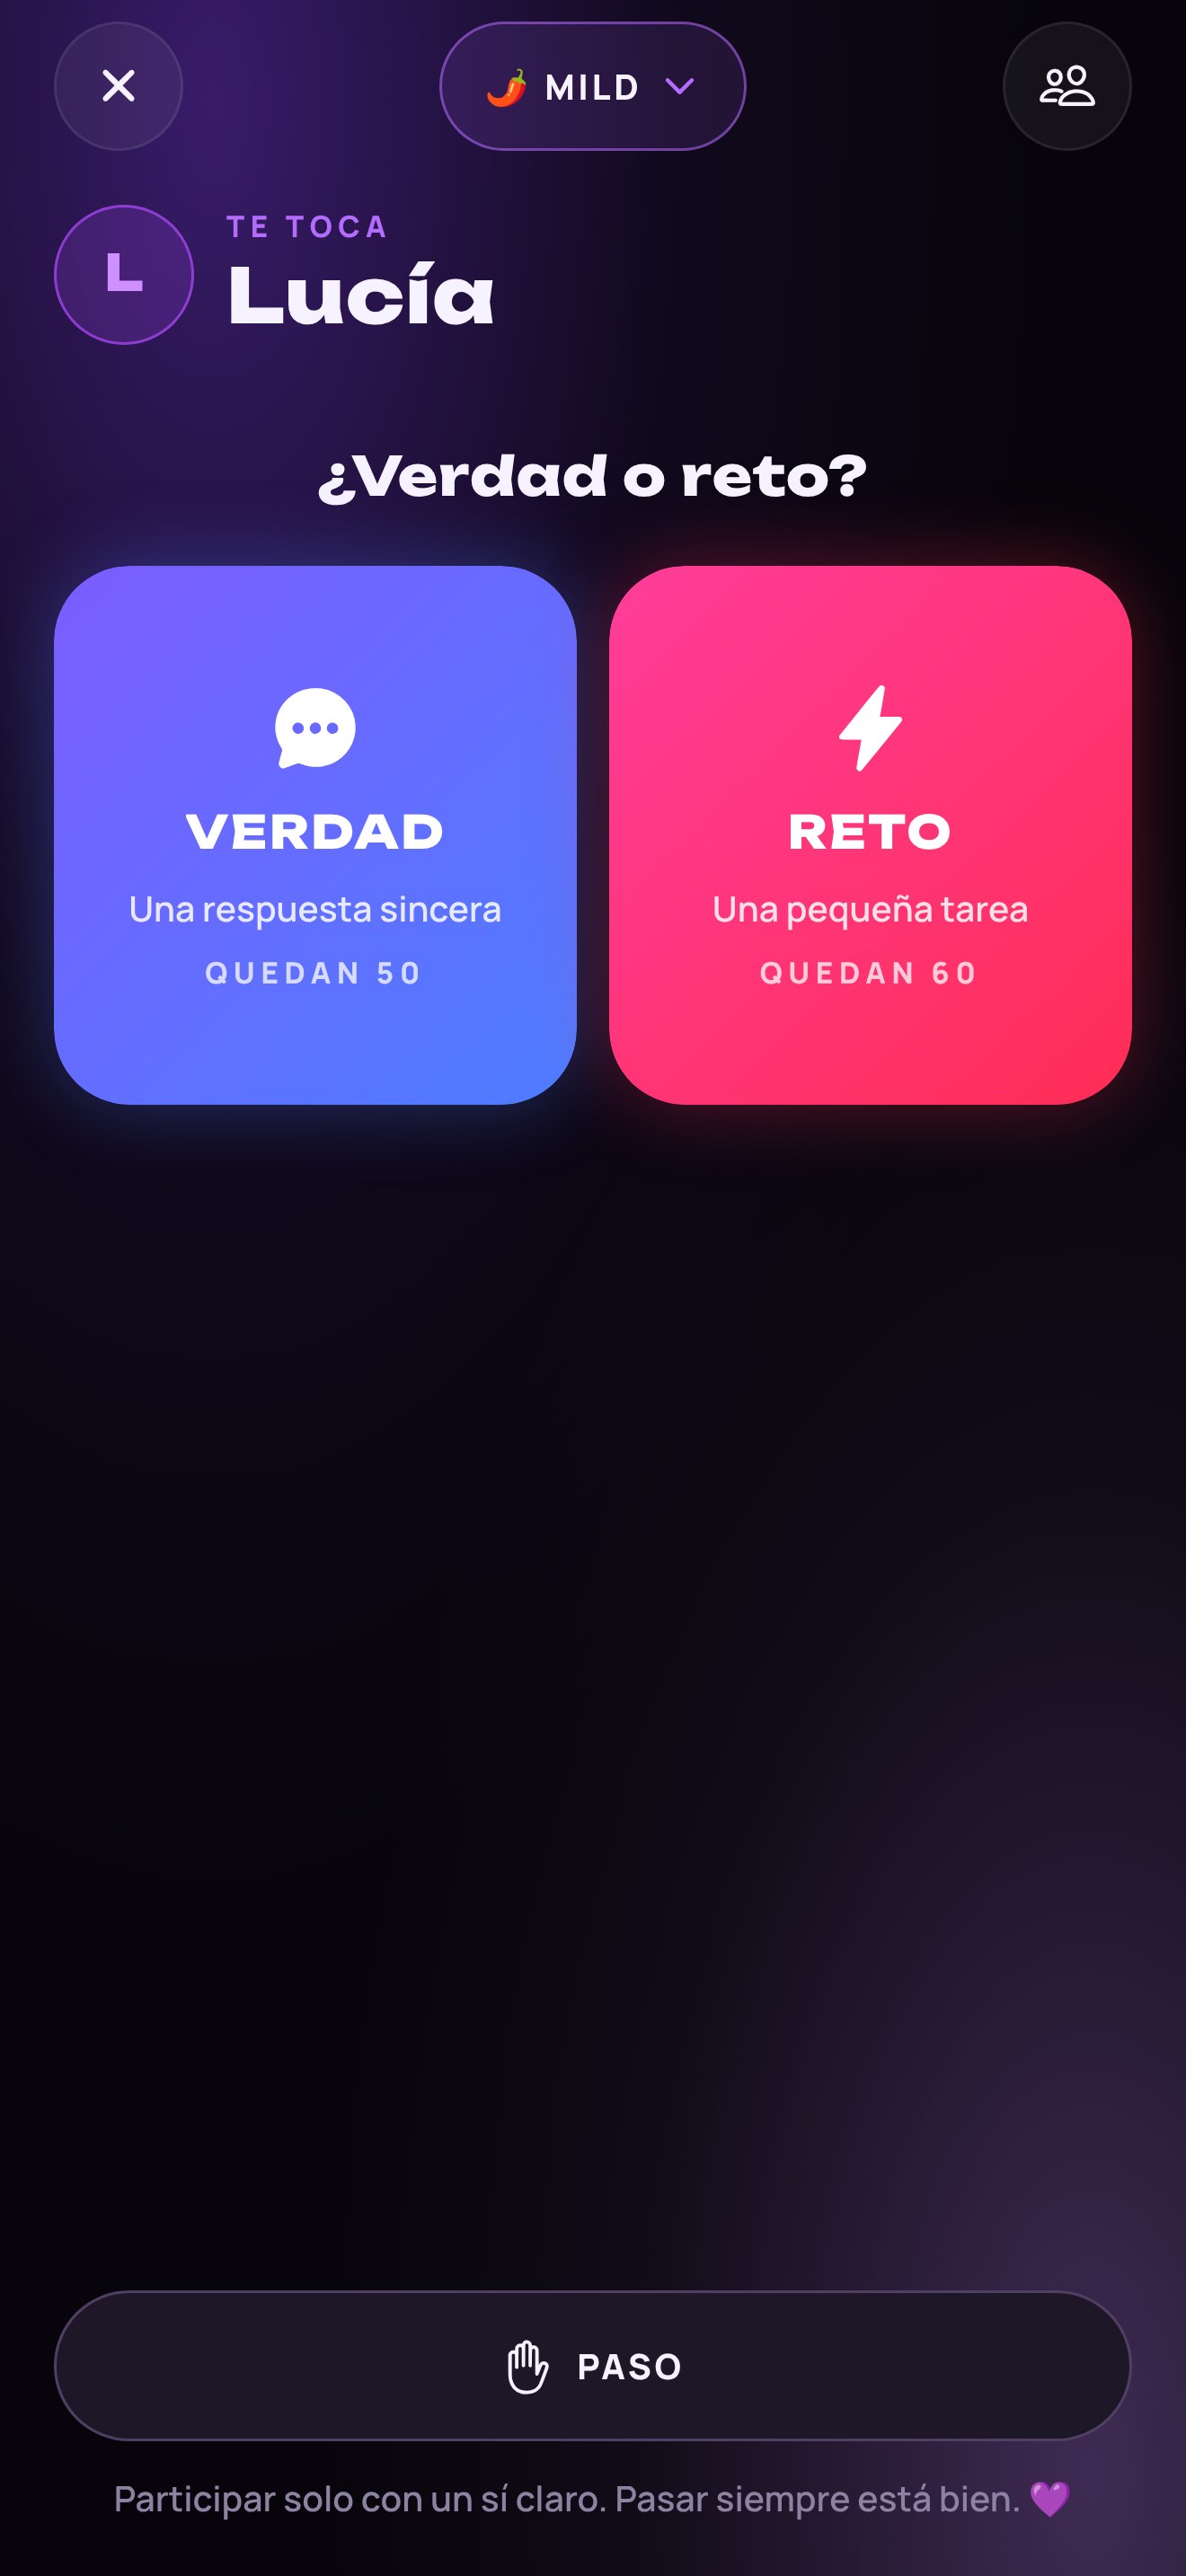 🌶️ MILD
L
TE TOCA
Lucía
¿Verdad o reto?
VERDAD
Una respuesta sincera
QUEDAN 50
RETO
Una pequeña tarea
QUEDAN 60
PASO
Participar solo con un sí claro. Pasar siempre está bien. 💜